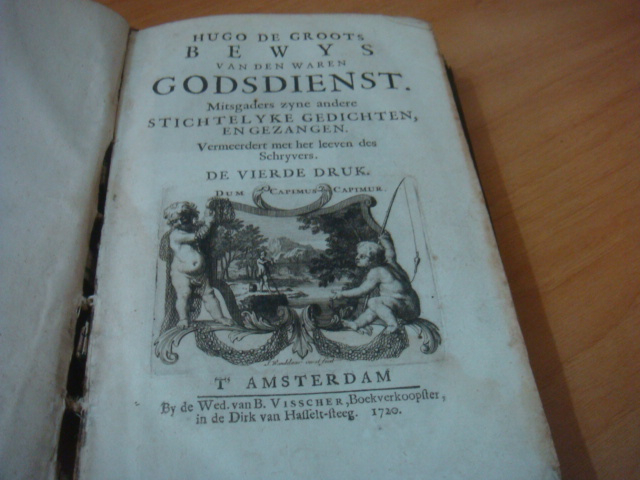 HUGO DE GROOTS
BEWYS
VAN DEN WAREN
GODSDIENST.
Mitsgaders zyne andere
STICHTELYKE GEDICHTEN,
EN GEZANGEN.
Vermeerdert met het leeven des
Schryvers.
DE VIERDE DRUK.
DUM CAPIMUS CAPIMUR
T' AMSTERDAM
By de Wed. van B. VISSCHER, Boekverkoopster,
in de Dirk van Hasselt-steeg. 1720.